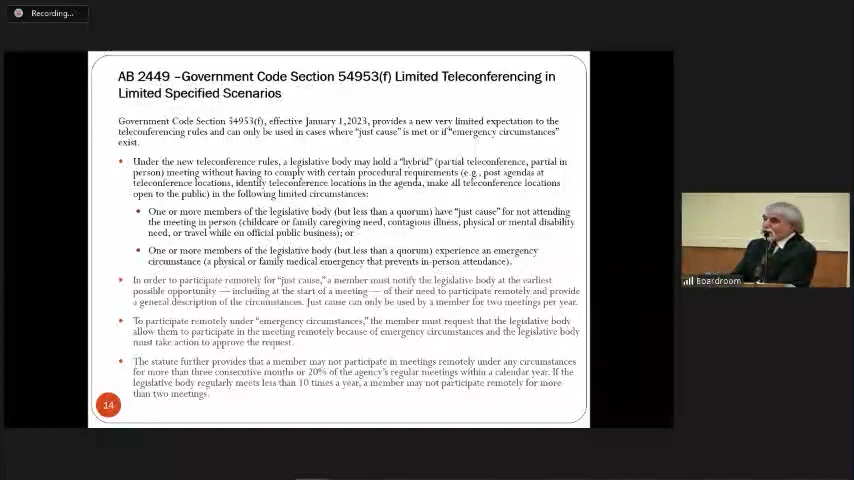 Recording...
AB 2449 –Government Code Section 54953(f) Limited Teleconferencing in
Limited Specified Scenarios
Government Code Section 54953(f), effective January 1,2023, provides a new very limited expectation to the
teleconferencing rules and can only be used in cases where "just cause" is met or if "emergency circumstances"
exist.
• Under the new teleconference rules, a legislative body may hold a "hybrid" (partial teleconference, partial in
person) meeting without having to comply with certain procedural requirements (e.g., post agendas at
teleconference locations, identify teleconference locations in the agenda, make all teleconference locations
open to the public) in the following limited circumstances:
• One or more members of the legislative body (but less than a quorum) have "just cause" for not attending
the meeting in person (childcare or family caregiving need, contagious illness, physical or mental disability
need, or travel while on official public business); or
• One or more members of the legislative body (but less than a quorum) experience an emergency
circumstance (a physical or family medical emergency that prevents in-person attendance).
• In order to participate remotely for "just cause," a member must notify the legislative body at the earliest
possible opportunity — including at the start of a meeting — of their need to participate remotely and provide
a general description of the circumstances. Just cause can only be used by a member for two meetings per year.
• To participate remotely under "emergency circumstances," the member must request that the legislative body
allow them to participate in the meeting remotely because of emergency circumstances and the legislative body
must take action to approve the request.
• The statute further provides that a member may not participate in meetings remotely under any circumstances
for more than three consecutive months or 20% of the agency's regular meetings within a calendar year. If the
legislative body regularly meets less than 10 times a year, a member may not participate remotely for more
than two meetings.
14
Boardroom